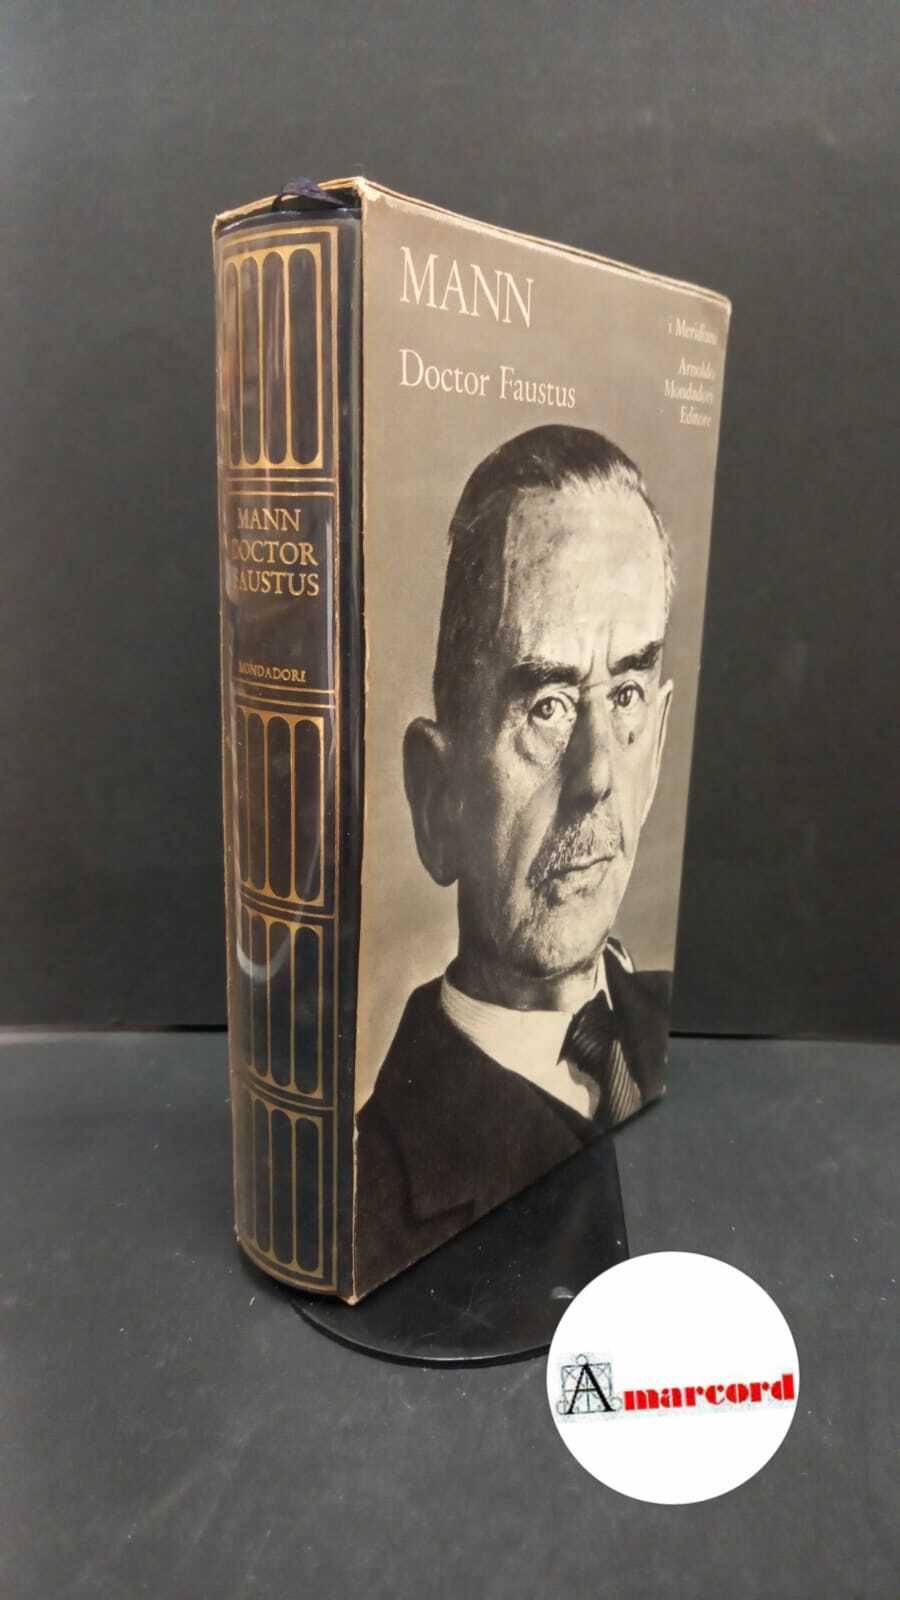 MANN
Doctor Faustus
i Meridiani
Arnoldo
Mondadori
Editore
MANN
DOCTOR
FAUSTUS
MONDADORI
Amarcord